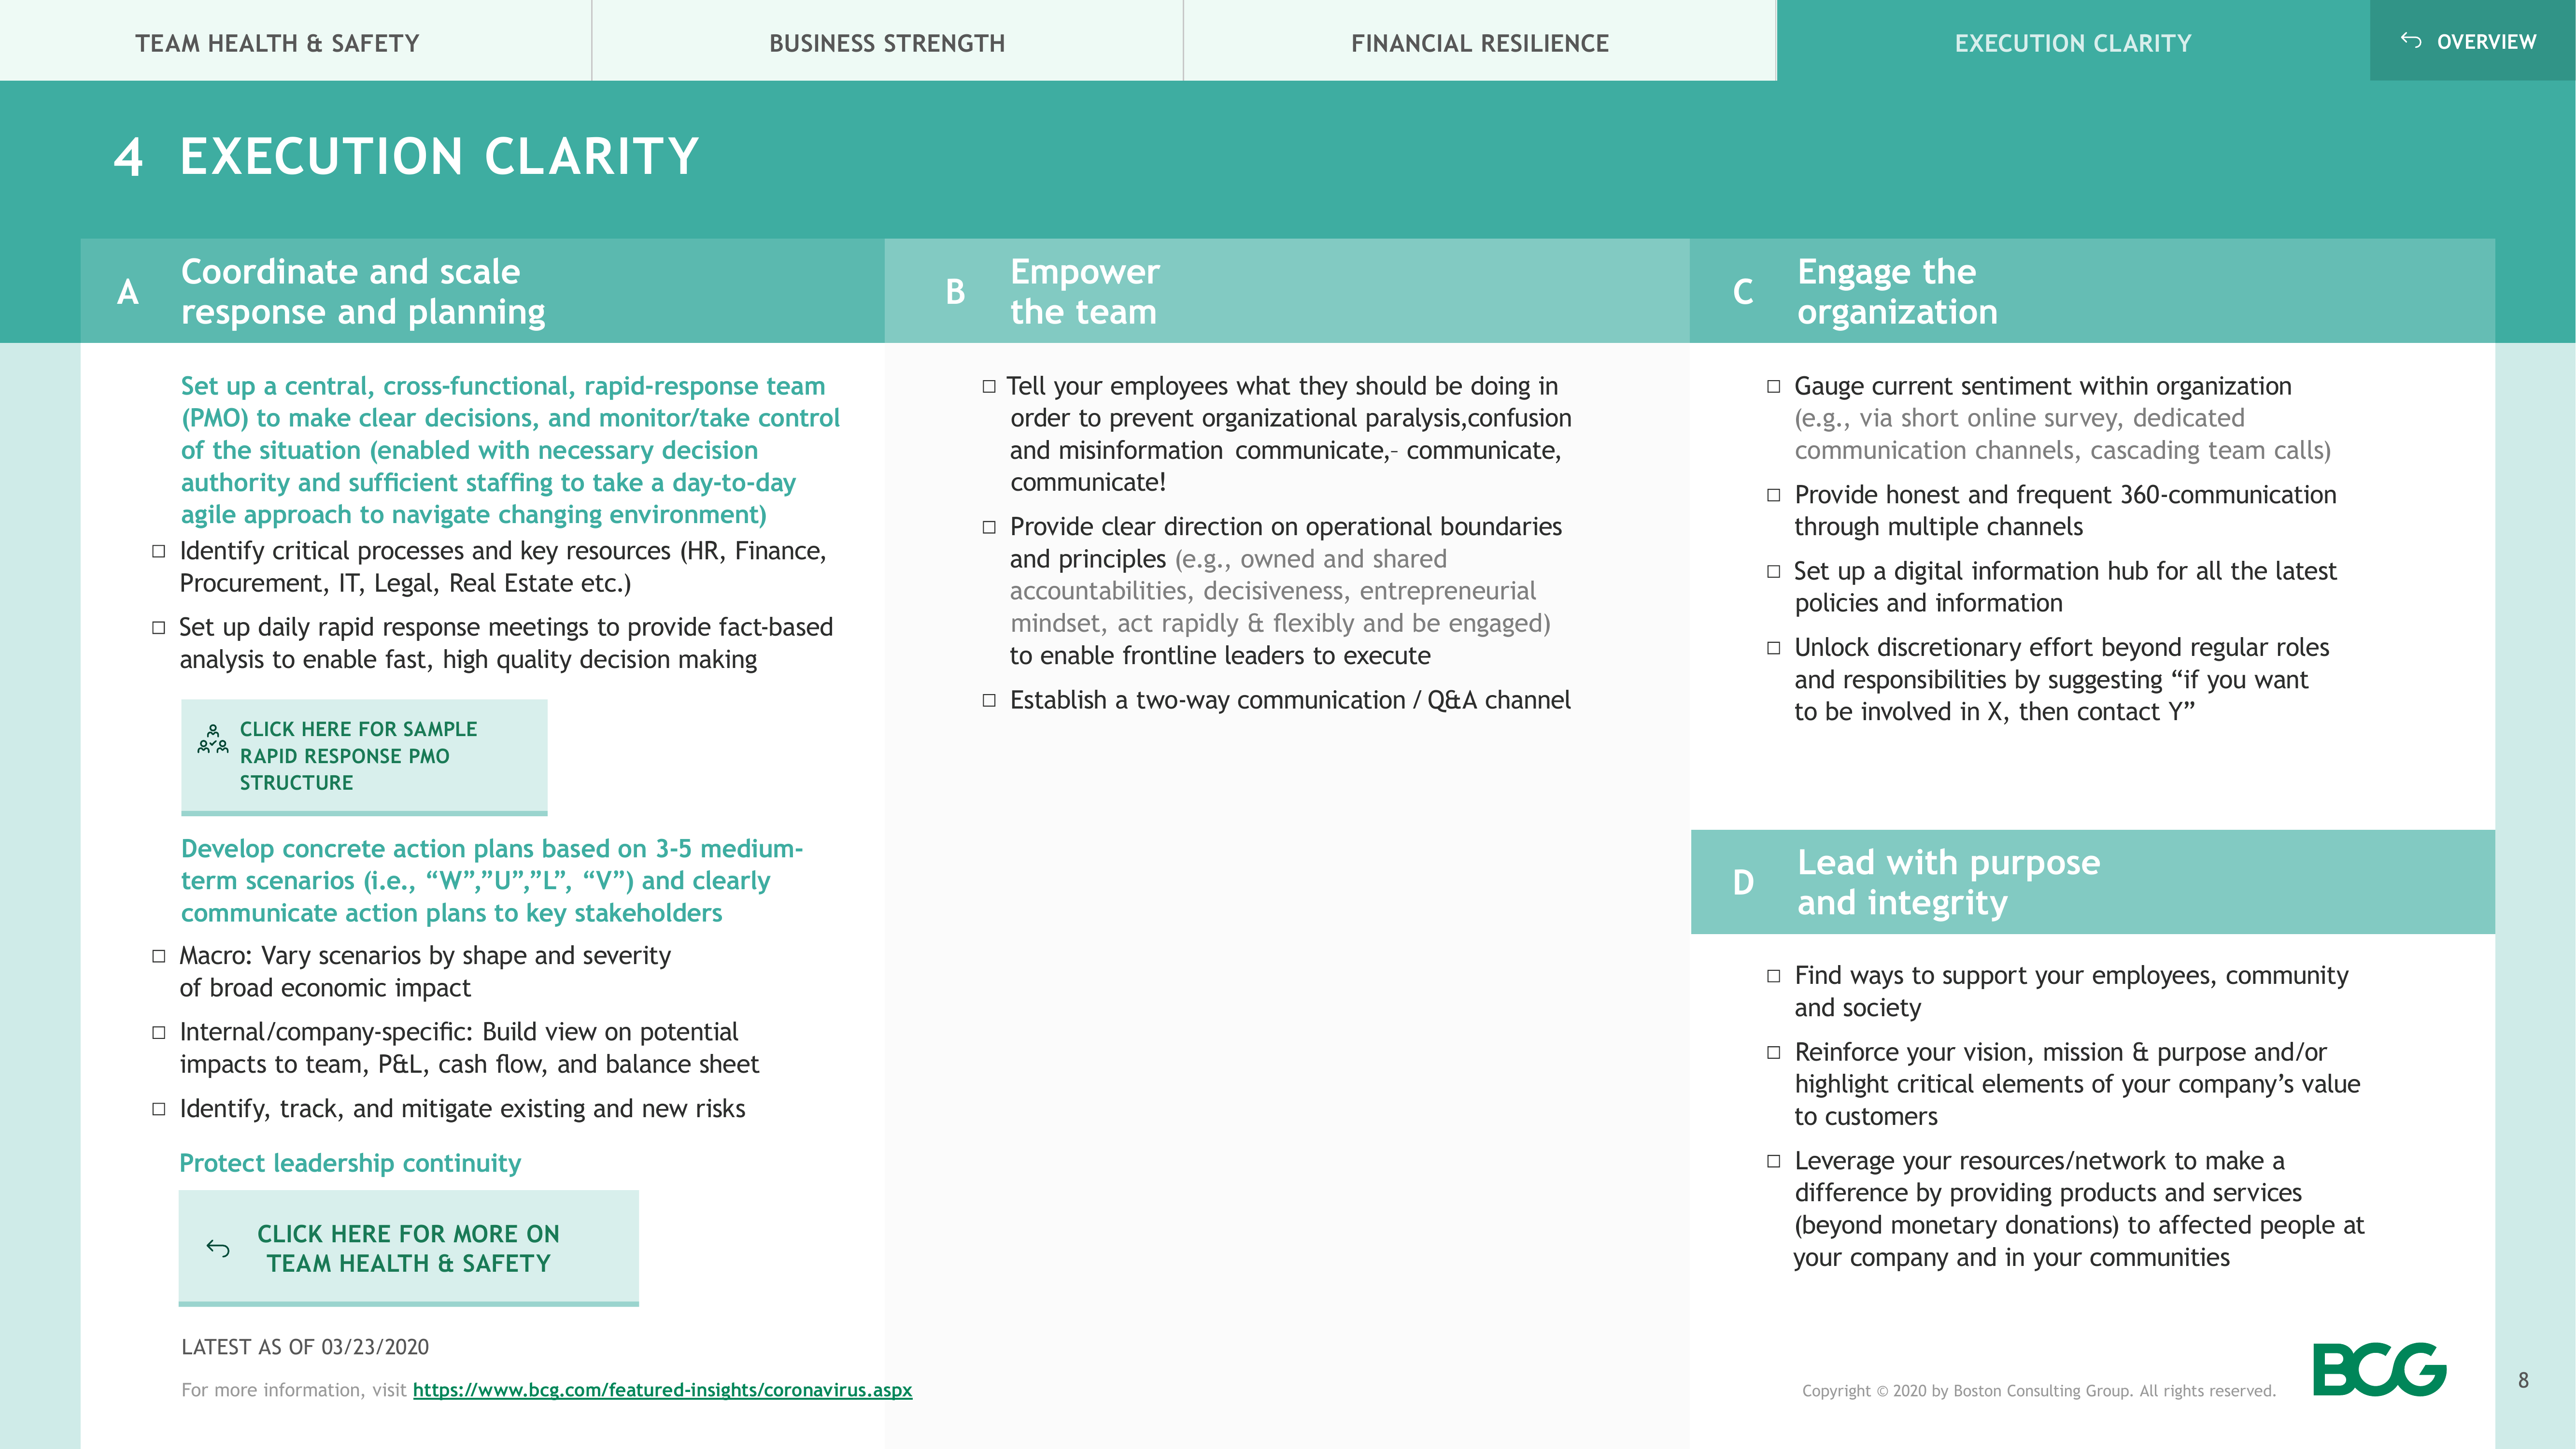 TEAM HEALTH & SAFETY
BUSINESS STRENGTH
FINANCIAL RESILIENCE
EXECUTION CLARITY
OVERVIEW
4 EXECUTION CLARITY
A
Coordinate and scale
response and planning
Set up a central, cross-functional, rapid-response team
(PMO) to make clear decisions, and monitor/take control
of the situation (enabled with necessary decision
authority and sufficient staffing to take a day-to-day
agile approach to navigate changing environment)
Identify critical processes and key resources (HR, Finance,
Procurement, IT, Legal, Real Estate etc.)
Set up daily rapid response meetings to provide fact-based
analysis to enable fast, high quality decision making
CLICK HERE FOR SAMPLE
RAPID RESPONSE PMO
STRUCTURE
Develop concrete action plans based on 3-5 medium-
term scenarios (i.e., “W”,”U”,”L”, “V”) and clearly
communicate action plans to key stakeholders
Macro: Vary scenarios by shape and severity
of broad economic impact
Internal/company-specific: Build view on potential
impacts to team, P&L, cash flow, and balance sheet
Identify, track, and mitigate existing and new risks
Protect leadership continuity
CLICK HERE FOR MORE ON
TEAM HEALTH & SAFETY
B
Empower
the team
Tell your employees what they should be doing in
order to prevent organizational paralysis,confusion
and misinformation communicate,- communicate,
communicate!
Provide clear direction on operational boundaries
and principles (e.g., owned and shared
accountabilities, decisiveness, entrepreneurial
mindset, act rapidly & flexibly and be engaged)
to enable frontline leaders to execute
Establish a two-way communication / Q&A channel
C
Engage the
organization
Gauge current sentiment within organization
(e.g., via short online survey, dedicated
communication channels, cascading team calls)
Provide honest and frequent 360-communication
through multiple channels
Set up a digital information hub for all the latest
policies and information
Unlock discretionary effort beyond regular roles
and responsibilities by suggesting “if you want
to be involved in X, then contact Y”
D
Lead with purpose
and integrity
Find ways to support your employees, community
and society
Reinforce your vision, mission & purpose and/or
highlight critical elements of your company’s value
to customers
Leverage your resources/network to make a
difference by providing products and services
(beyond monetary donations) to affected people at
your company and in your communities
LATEST AS OF 03/23/2020
For more information, visit https://www.bcg.com/featured-insights/coronavirus.aspx
Copyright © 2020 by Boston Consulting Group. All rights reserved.
BCG
8